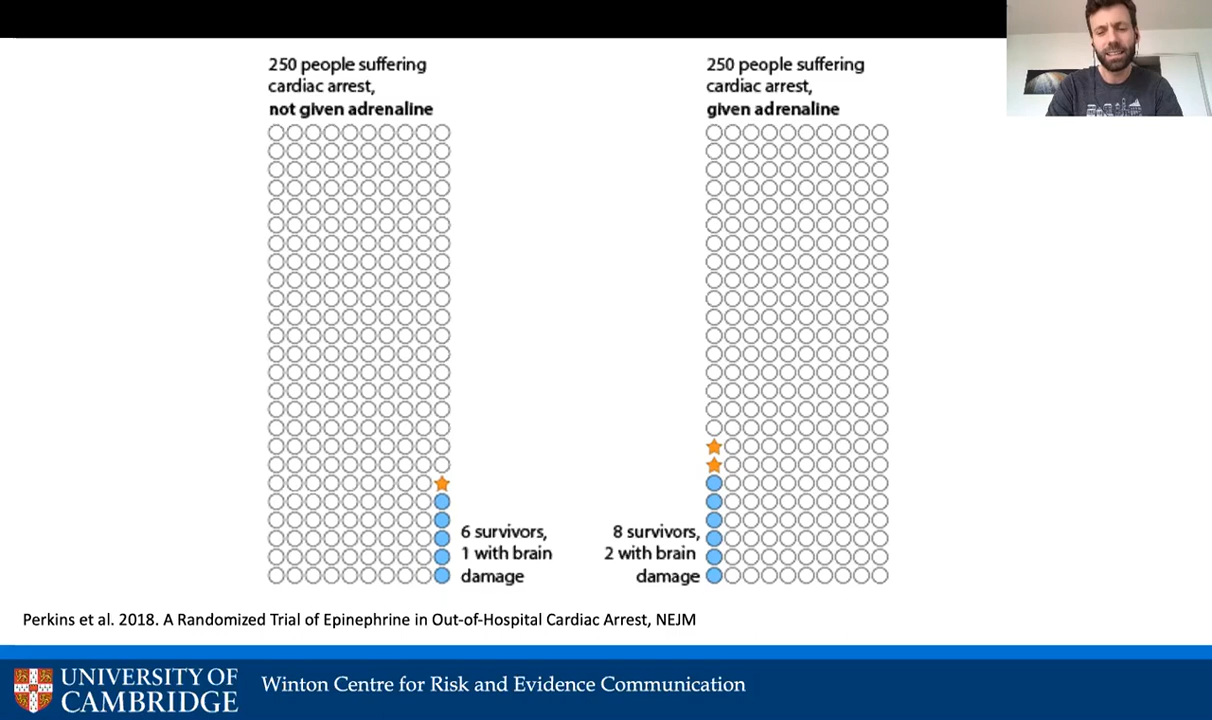 250 people suffering
cardiac arrest,
not given adrenaline
250 people suffering
cardiac arrest,
given adrenaline
6 survivors,
1 with brain
damage
8 survivors,
2 with brain
damage
Perkins et al. 2018. A Randomized Trial of Epinephrine in Out-of-Hospital Cardiac Arrest, NEJM
UNIVERSITY OF
CAMBRIDGE
Winton Centre for Risk and Evidence Communication